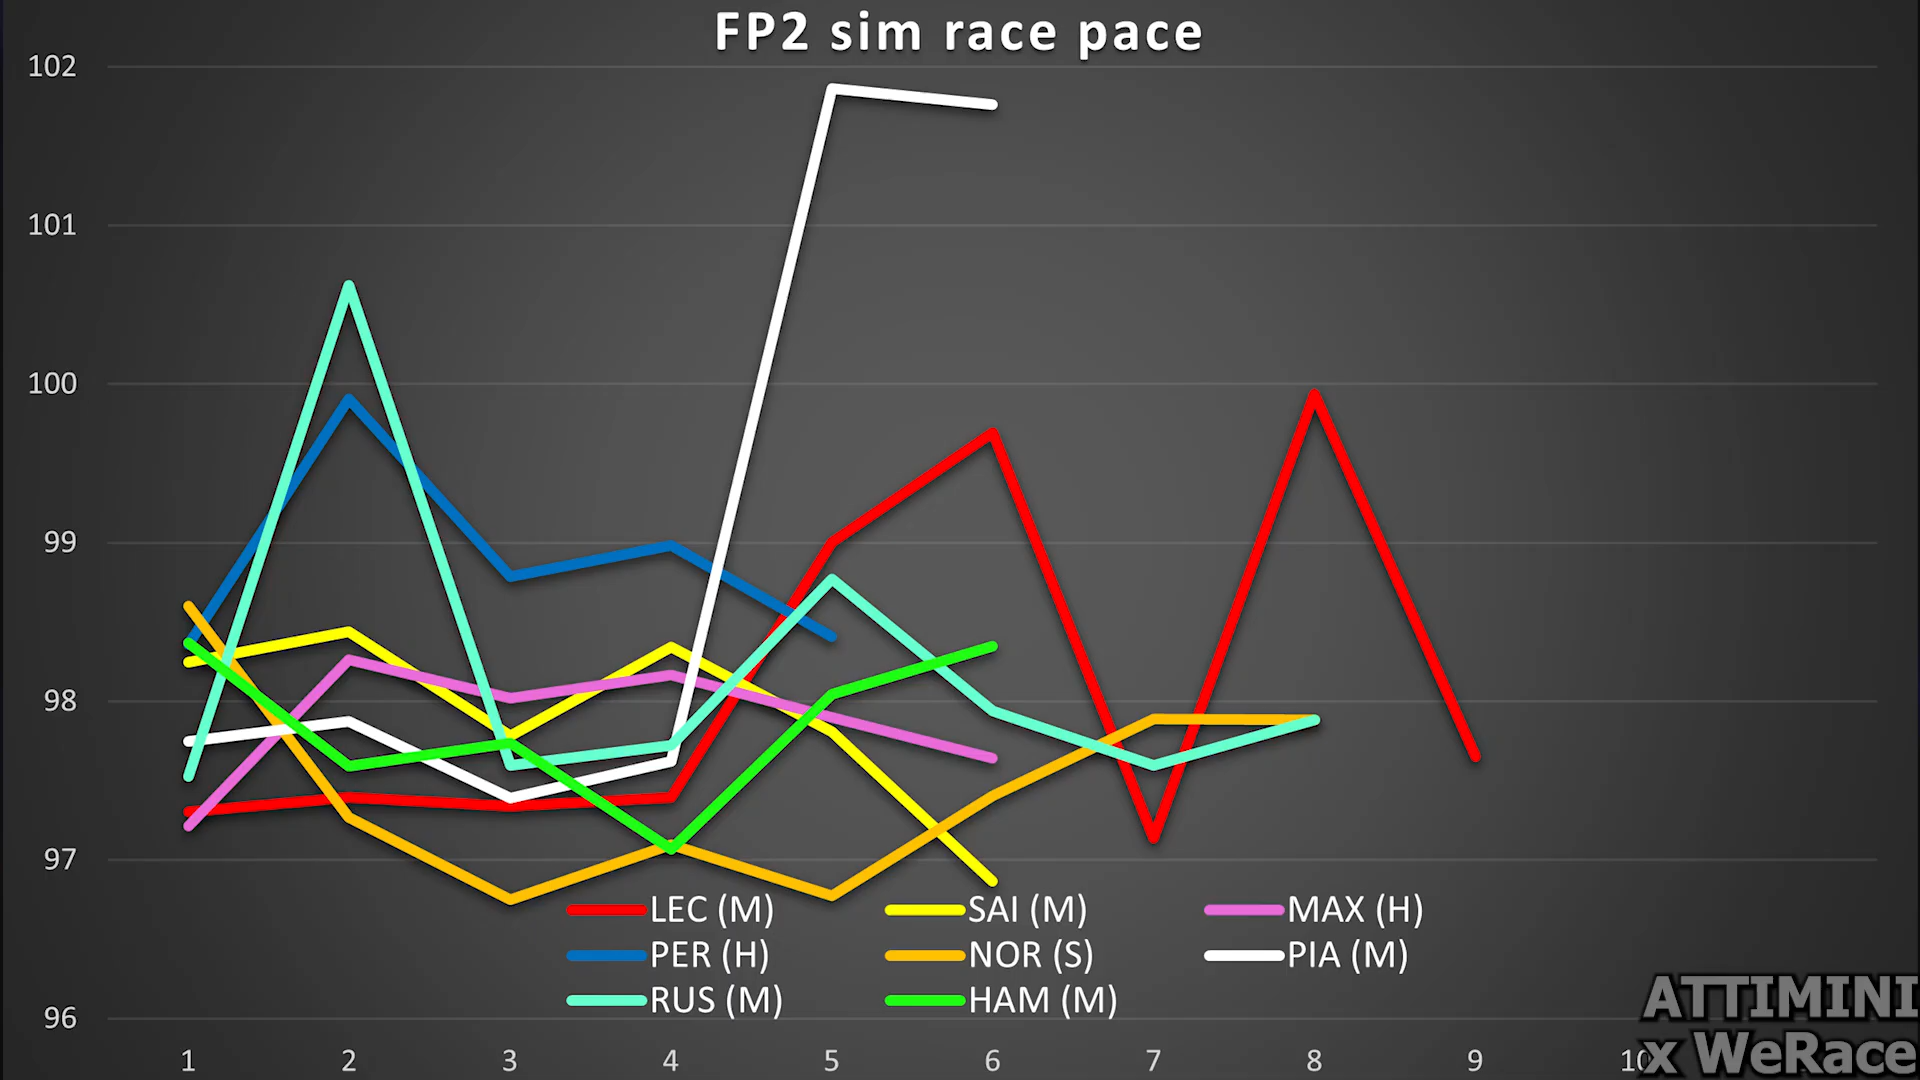 FP2 sim race pace
102
101
100
99
98
97
96
LEC (M) SAI (M) MAX (H)
PER (H) NOR (S) PIA (M)
RUS (M) HAM (M)
1 2 3 4 5 6 7 8 9 10
ATTIMINI
x WeRace